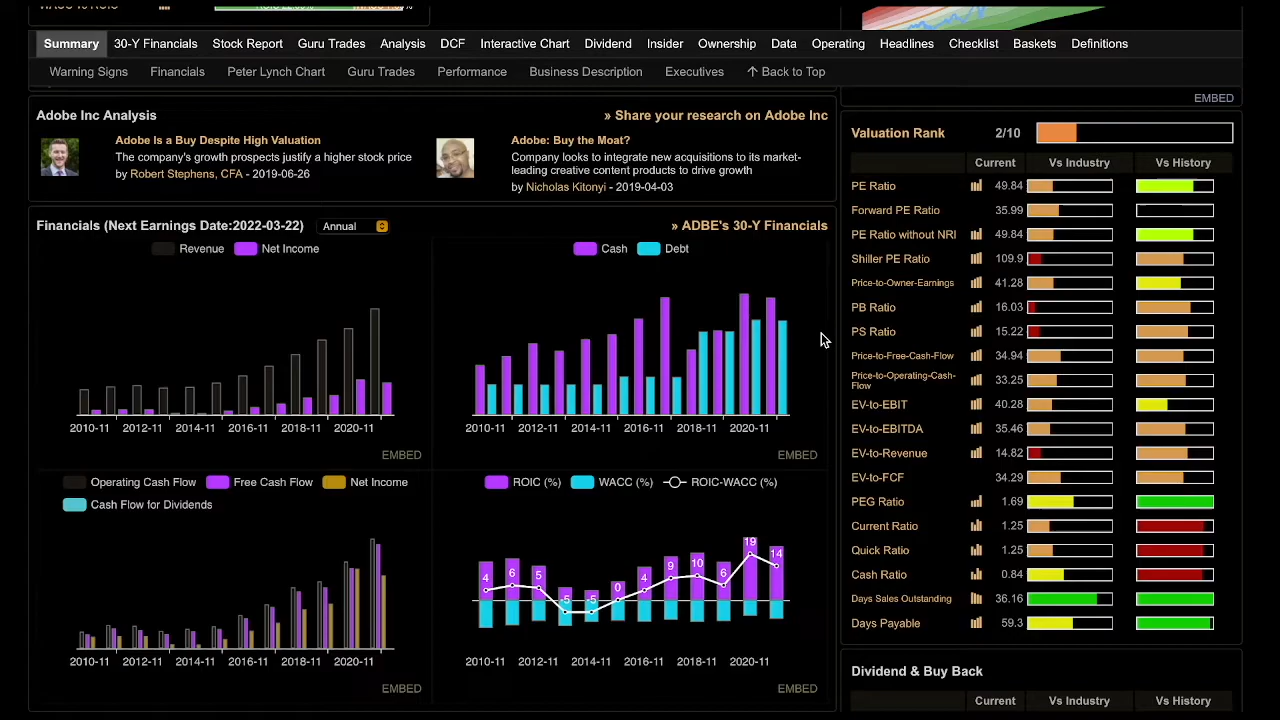 Summary 30-Y Financials Stock Report Guru Trades Analysis DCF Interactive Chart Dividend Insider Ownership Data Operating Headlines Checklist Baskets Definitions
Warning Signs Financials Peter Lynch Chart Guru Trades Performance Business Description Executives ↑ Back to Top
Adobe Inc Analysis
» Share your research on Adobe Inc
Adobe Is a Buy Despite High Valuation
The company's growth prospects justify a higher stock price
by Robert Stephens, CFA - 2019-06-26
Adobe: Buy the Moat?
Company looks to integrate new acquisitions to its market-
leading creative content products to drive growth
by Nicholas Kitonyi - 2019-04-03
Financials (Next Earnings Date:2022-03-22) Annual
» ADBE's 30-Y Financials
Revenue Net Income
2010-11 2012-11 2014-11 2016-11 2018-11 2020-11
EMBED
Cash Debt
2010-11 2012-11 2014-11 2016-11 2018-11 2020-11
EMBED
Operating Cash Flow Free Cash Flow Net Income
Cash Flow for Dividends
2010-11 2012-11 2014-11 2016-11 2018-11 2020-11
EMBED
ROIC (%) WACC (%) ROIC-WACC (%)
4 6 5 -5 -5 0 4 9 10 6 19 14
2010-11 2012-11 2014-11 2016-11 2018-11 2020-11
EMBED
EMBED
Valuation Rank 2/10
Current Vs Industry Vs History
PE Ratio 49.84
Forward PE Ratio 35.99
PE Ratio without NRI 49.84
Shiller PE Ratio 109.9
Price-to-Owner-Earnings 41.28
PB Ratio 16.03
PS Ratio 15.22
Price-to-Free-Cash-Flow 34.94
Price-to-Operating-Cash-
Flow 33.25
EV-to-EBIT 40.28
EV-to-EBITDA 35.46
EV-to-Revenue 14.82
EV-to-FCF 34.29
PEG Ratio 1.69
Current Ratio 1.25
Quick Ratio 1.25
Cash Ratio 0.84
Days Sales Outstanding 36.16
Days Payable 59.3
Dividend & Buy Back
Current Vs Industry Vs History